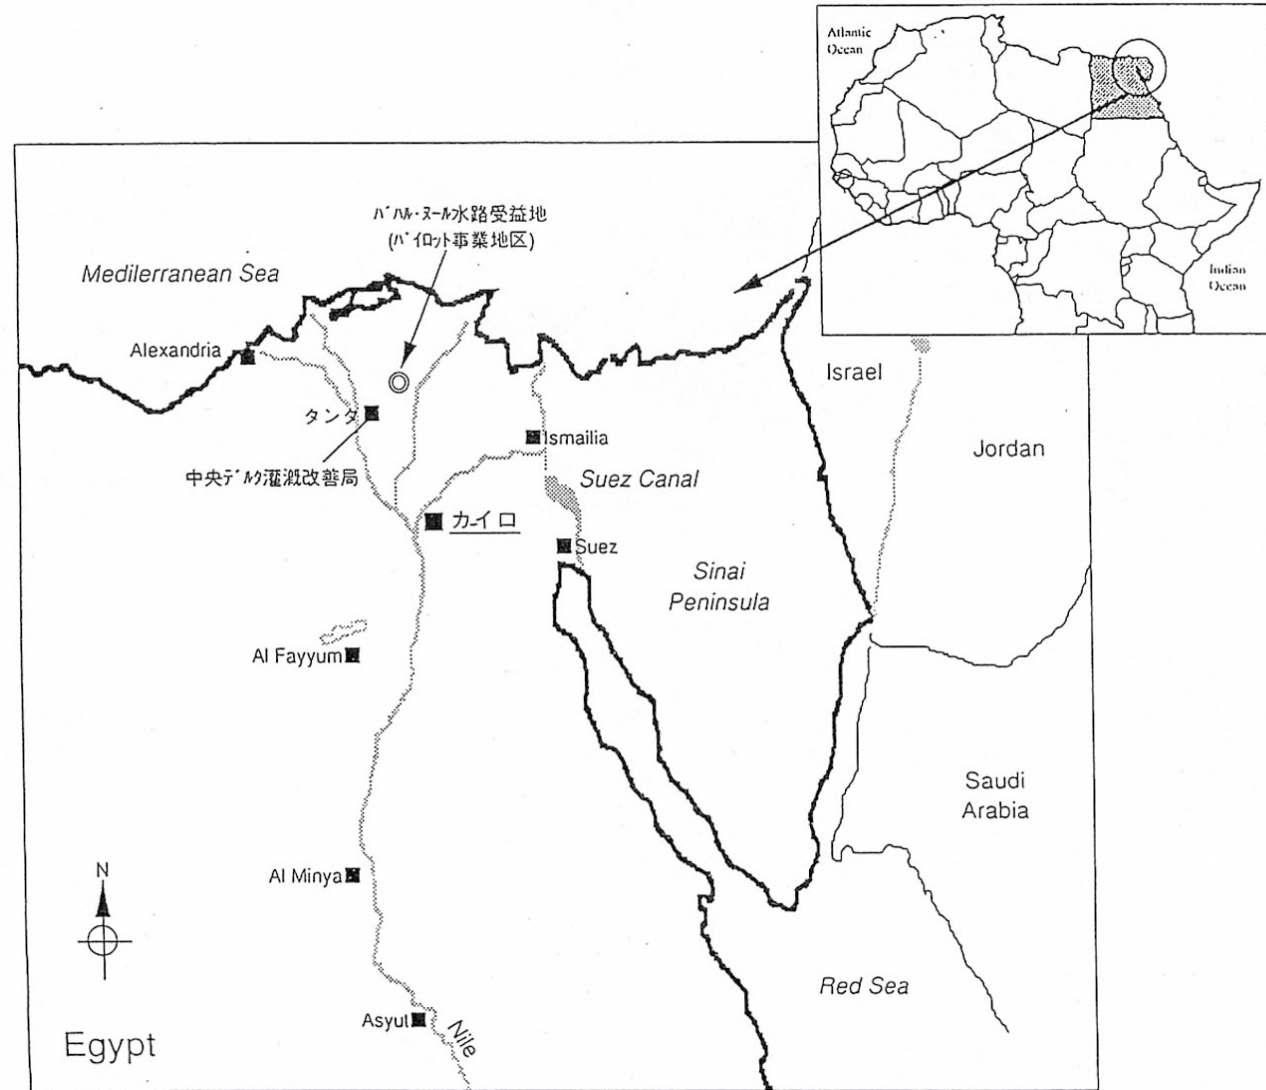 Atlantic
Ocean
Indian
Ocean
バハル・ヌール水路受益地
(パイロット事業地区)
Medilerranean Sea
Alexandria
タンタ
中央デルタ灌漑改善局
Ismailia
Suez Canal
カイロ
Suez
Sinai
Peninsula
Israel
Jordan
Al Fayyum
Saudi
Arabia
Al Minya
N
Red Sea
Asyut
Nile
Egypt